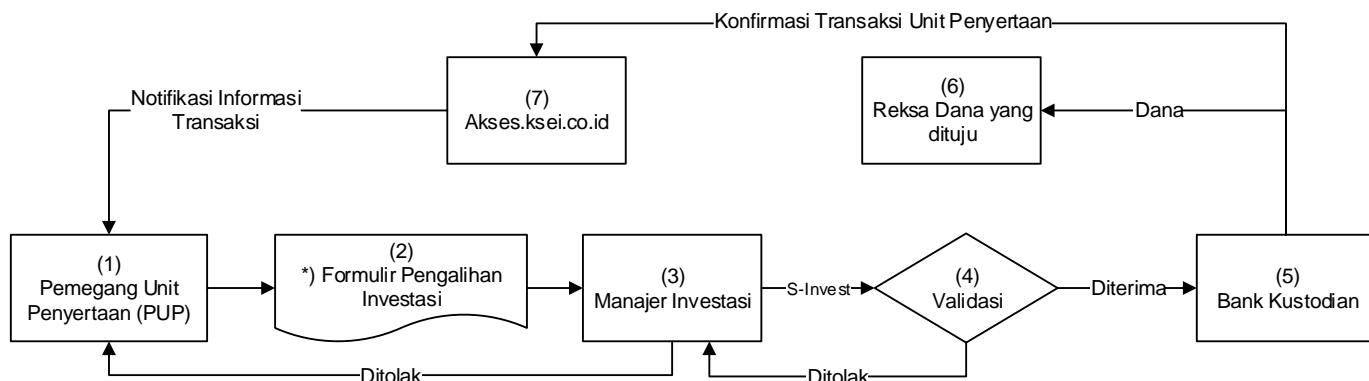 Konfirmasi Transaksi Unit Penyertaan
(7)
Akses.ksei.co.id
(6)
Reksa Dana yang
dituju
Dana
Notifikasi Informasi
Transaksi
(1)
Pemegang Unit
Penyertaan (PUP)
(2)
*) Formulir Pengalihan
Investasi
(3)
Manajer Investasi
S-Invest
(4)
Validasi
Diterima
(5)
Bank Kustodian
Ditolak
Ditolak